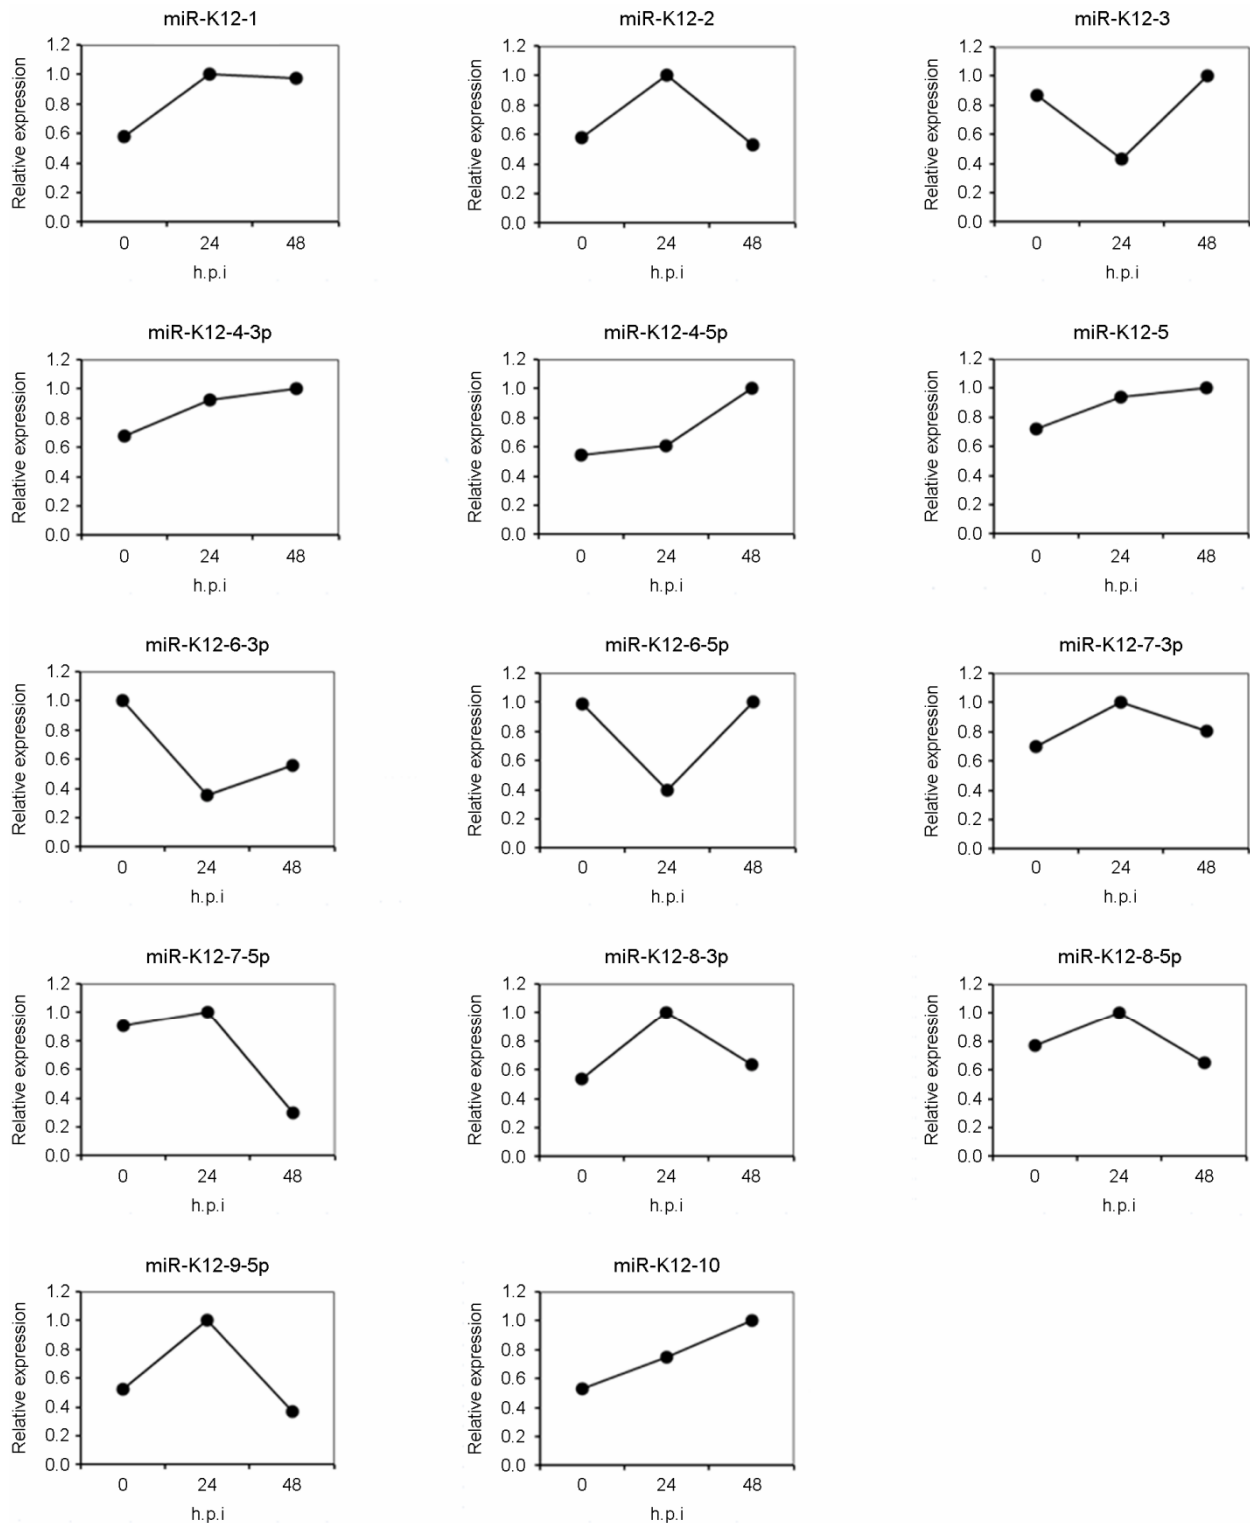 miR-K12-1
Relative expression
1.2
1.0
0.8
0.6
0.4
0.2
0.0
0 24 48
h.p.i
miR-K12-2
Relative expression
1.2
1.0
0.8
0.6
0.4
0.2
0.0
0 24 48
h.p.i
miR-K12-3
Relative expression
1.2
1.0
0.8
0.6
0.4
0.2
0.0
0 24 48
h.p.i
miR-K12-4-3p
Relative expression
1.2
1.0
0.8
0.6
0.4
0.2
0.0
0 24 48
h.p.i
miR-K12-4-5p
Relative expression
1.2
1.0
0.8
0.6
0.4
0.2
0.0
0 24 48
h.p.i
miR-K12-5
Relative expression
1.2
1.0
0.8
0.6
0.4
0.2
0.0
0 24 48
h.p.i
miR-K12-6-3p
Relative expression
1.2
1.0
0.8
0.6
0.4
0.2
0.0
0 24 48
h.p.i
miR-K12-6-5p
Relative expression
1.2
1.0
0.8
0.6
0.4
0.2
0.0
0 24 48
h.p.i
miR-K12-7-3p
Relative expression
1.2
1.0
0.8
0.6
0.4
0.2
0.0
0 24 48
h.p.i
miR-K12-7-5p
Relative expression
1.2
1.0
0.8
0.6
0.4
0.2
0.0
0 24 48
h.p.i
miR-K12-8-3p
Relative expression
1.2
1.0
0.8
0.6
0.4
0.2
0.0
0 24 48
h.p.i
miR-K12-8-5p
Relative expression
1.2
1.0
0.8
0.6
0.4
0.2
0.0
0 24 48
h.p.i
miR-K12-9-5p
Relative expression
1.2
1.0
0.8
0.6
0.4
0.2
0.0
0 24 48
h.p.i
miR-K12-10
Relative expression
1.2
1.0
0.8
0.6
0.4
0.2
0.0
0 24 48
h.p.i